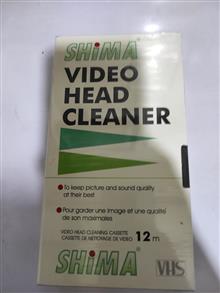 SHiMA
VIDEO
HEAD
CLEANER
To keep picture and sound quality
at their best
Pour garder une image et une qualité
de son maximales
VIDEO HEAD CLEANING CASSETTE
CASSETTE DE NETTOYAGE DE VIDEO 12m
SHiMA VHS